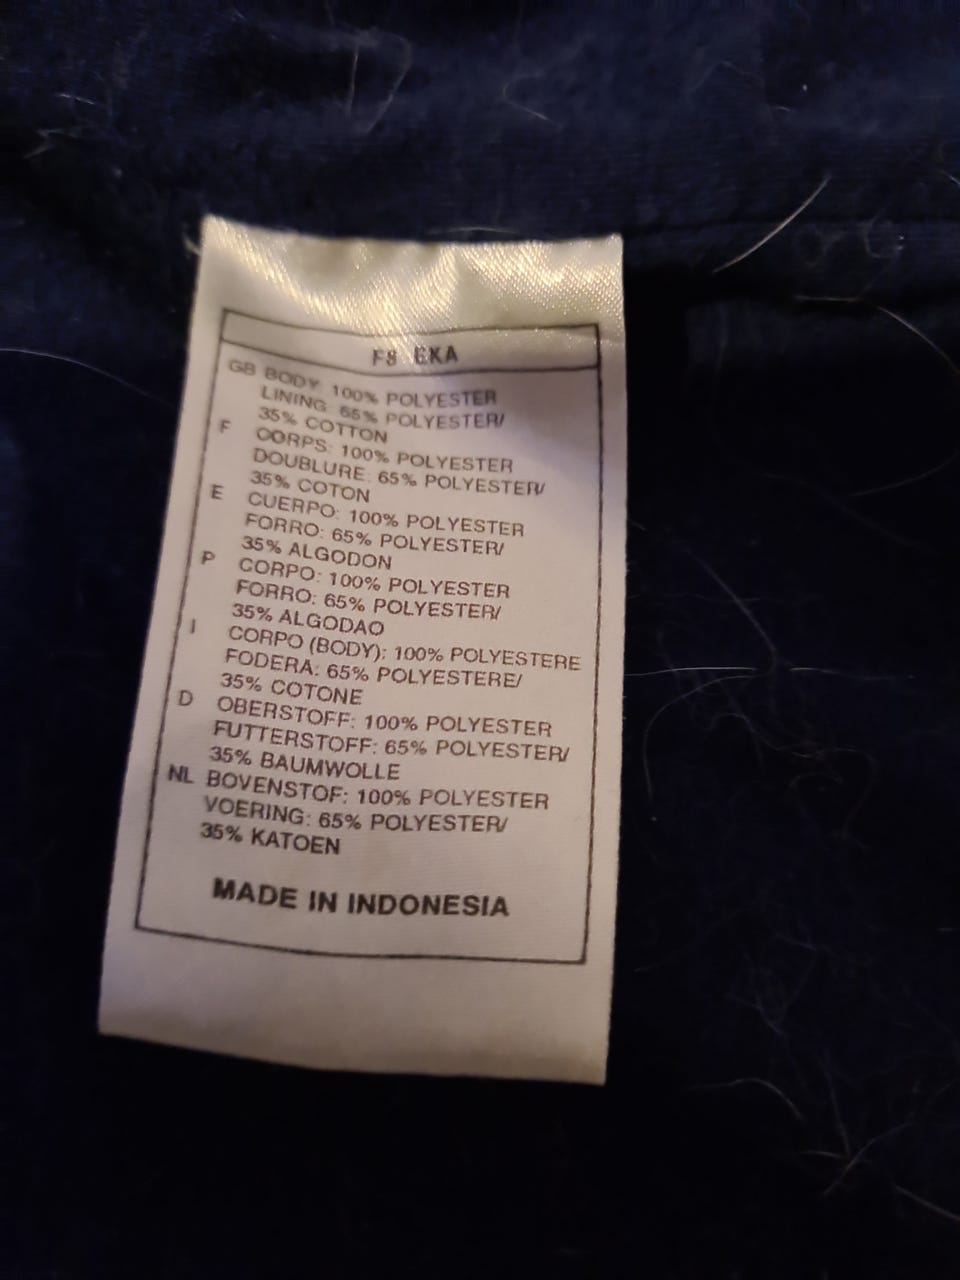 GB BODY: 100% POLYESTER
LINING: 65% POLYESTER/
35% COTTON
F CORPS: 100% POLYESTER
DOUBLURE: 65% POLYESTER/
35% COTON
E CUERPO: 100% POLYESTER
FORRO: 65% POLYESTER/
35% ALGODON
P CORPO: 100% POLYESTER
FORRO: 65% POLYESTER/
35% ALGODAO
I CORPO (BODY): 100% POLYESTERE
FODERA: 65% POLYESTERE/
35% COTONE
D OBERSTOFF: 100% POLYESTER
FUTTERSTOFF: 65% POLYESTER/
35% BAUMWOLLE
NL BOVENSTOF: 100% POLYESTER
VOERING: 65% POLYESTER/
35% KATOEN
MADE IN INDONESIA